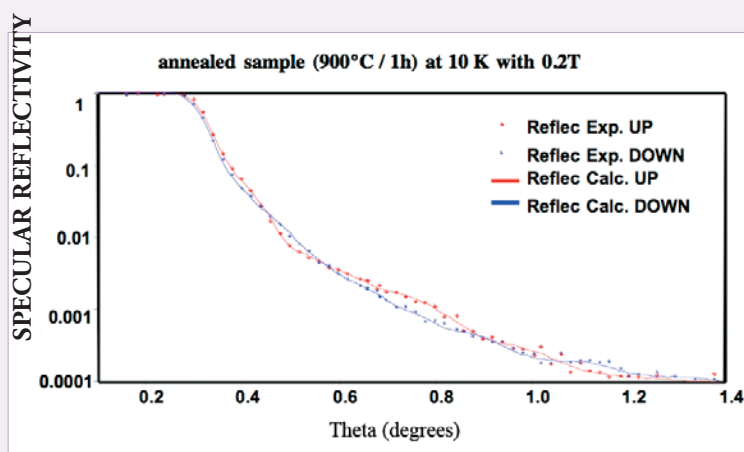 annealed sample (900°C / 1h) at 10 K with 0.2T
SPECULAR REFLECTIVITY
1
0.1
0.01
0.001
0.0001
Reflec Exp. UP
Reflec Exp. DOWN
Reflec Calc. UP
Reflec Calc. DOWN
0.2 0.4 0.6 0.8 1.0 1.2 1.4
Theta (degrees)